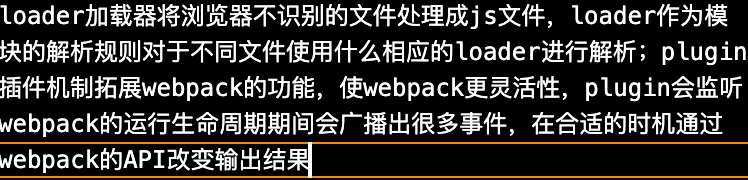 loader加载器将浏览器不识别的文件处理成js文件，loader作为模
块的解析规则对于不同文件使用什么相应的loader进行解析；plugin
插件机制拓展webpack的功能，使webpack更灵活性，plugin会监听
webpack的运行生命周期期间会广播出很多事件，在合适的时机通过
webpack的API改变输出结果